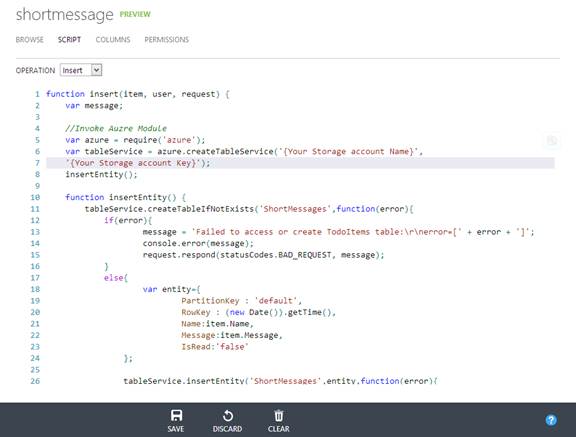 shortmessage PREVIEW
BROWSE SCRIPT COLUMNS PERMISSIONS
OPERATION Insert
1 function insert(item, user, request) {
2 var message;
3
4 //Invoke Auzre Module
5 var azure = require('azure');
6 var tableService = azure.createTableService('{Your Storage account Name}',
7 '{Your Storage account Key}');
8 insertEntity();
9
10 function insertEntity() {
11 tableService.createTableIfNotExists('ShortMessages',function(error){
12 if(error){
13 message = 'Failed to access or create TodoItems table:\r\nerror=[' + error + ']';
14 console.error(message);
15 request.respond(statusCodes.BAD_REQUEST, message);
16 }
17 else{
18 var entity={
19 PartitionKey : 'default',
20 RowKey : (new Date()).getTime(),
21 Name:item.Name,
22 Message:item.Message,
23 IsRead:'false'
24 };
25
26 tableService.insertEntity('ShortMessages',entity,function(error){
SAVE DISCARD CLEAR ?